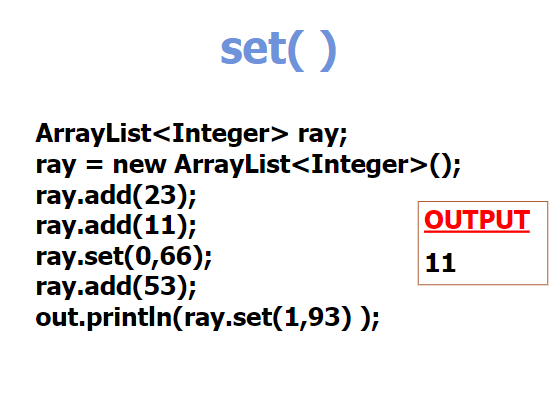 set( )
ArrayList<Integer> ray;
ray = new ArrayList<Integer>();
ray.add(23);
ray.add(11);
ray.set(0,66);
ray.add(53);
out.println(ray.set(1,93) );
OUTPUT
11